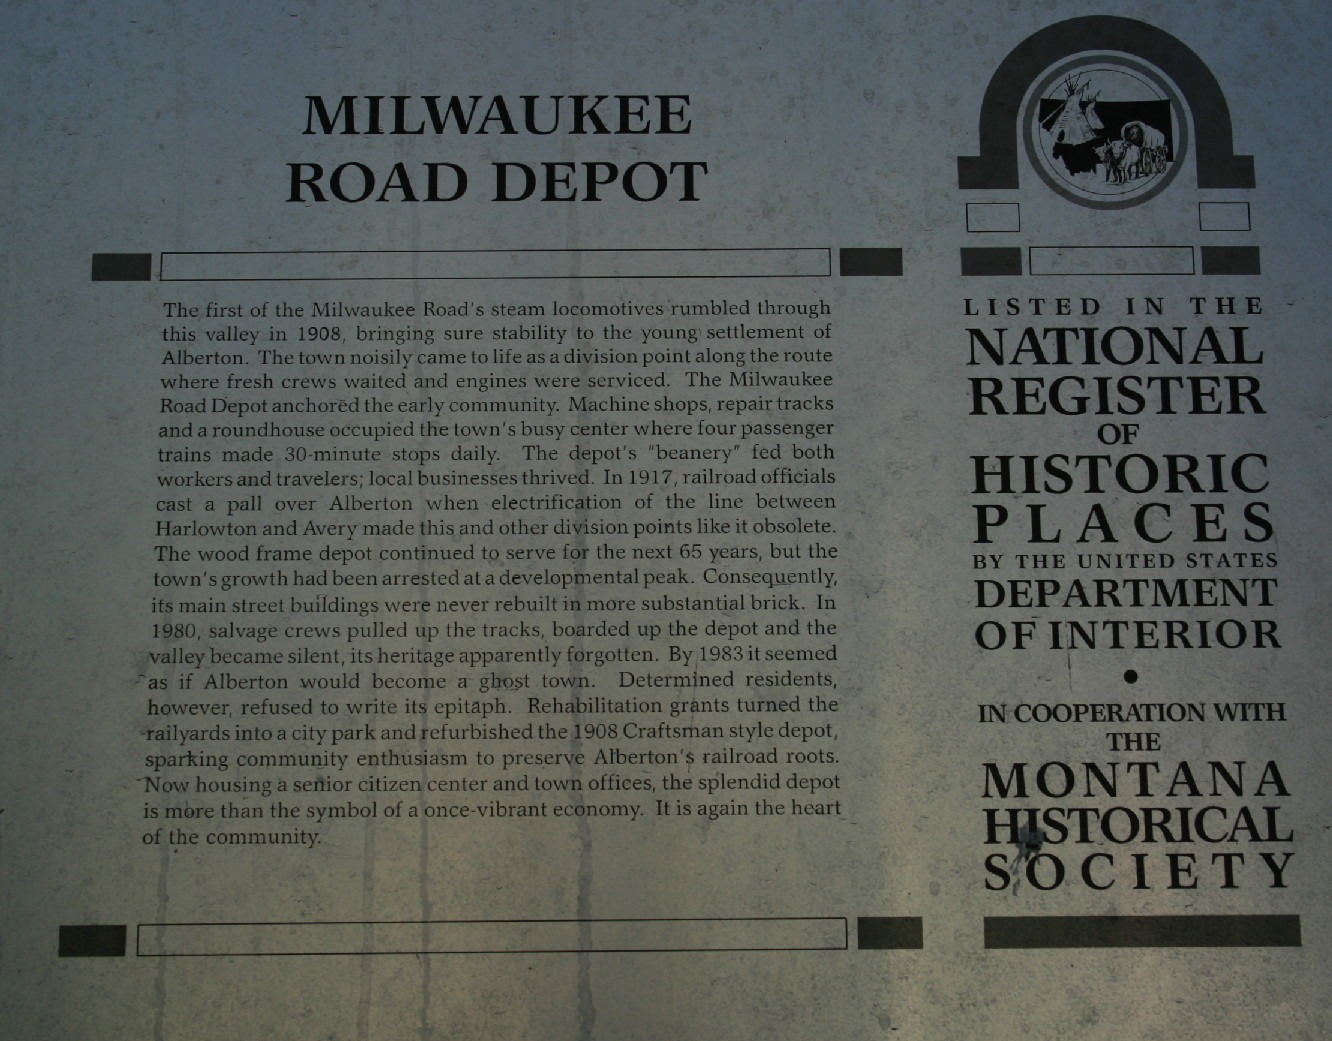 MILWAUKEE
ROAD DEPOT
The first of the Milwaukee Road's steam locomotives rumbled through
this valley in 1908, bringing sure stability to the young settlement of
Alberton. The town noisily came to life as a division point along the route
where fresh crews waited and engines were serviced. The Milwaukee
Road Depot anchored the early community. Machine shops, repair tracks
and a roundhouse occupied the town's busy center where four passenger
trains made 30-minute stops daily. The depot's "beanery" fed both
workers and travelers; local businesses thrived. In 1917, railroad officials
cast a pall over Alberton when electrification of the line between
Harlowton and Avery made this and other division points like it obsolete.
The wood frame depot continued to serve for the next 65 years, but the
town's growth had been arrested at a developmental peak. Consequently,
its main street buildings were never rebuilt in more substantial brick. In
1980, salvage crews pulled up the tracks, boarded up the depot and the
valley became silent, its heritage apparently forgotten. By 1983 it seemed
as if Alberton would become a ghost town. Determined residents,
however, refused to write its epitaph. Rehabilitation grants turned the
railyards into a city park and refurbished the 1908 Craftsman style depot,
sparking community enthusiasm to preserve Alberton's railroad roots.
Now housing a senior citizen center and town offices, the splendid depot
is more than the symbol of a once-vibrant economy. It is again the heart
of the community.
LISTED IN THE
NATIONAL
REGISTER
OF
HISTORIC
PLACES
BY THE UNITED STATES
DEPARTMENT
OF INTERIOR
•
IN COOPERATION WITH
THE
MONTANA
HISTORICAL
SOCIETY